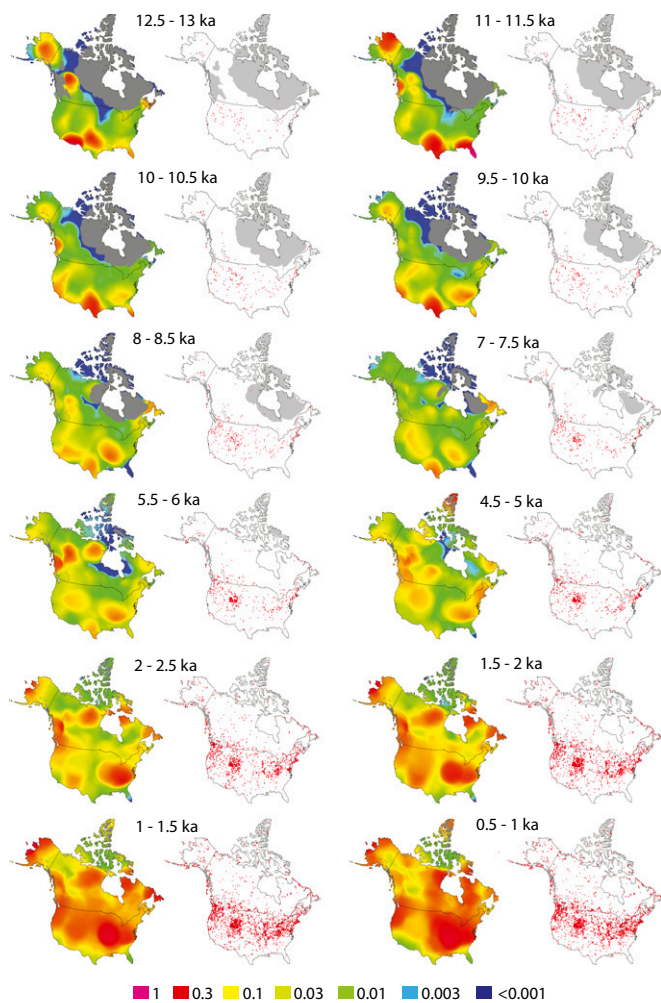 12.5 - 13 ka
11 - 11.5 ka
10 - 10.5 ka
9.5 - 10 ka
8 - 8.5 ka
7 - 7.5 ka
5.5 - 6 ka
4.5 - 5 ka
2 - 2.5 ka
1.5 - 2 ka
1 - 1.5 ka
0.5 - 1 ka
1 0.3 0.1 0.03 0.01 0.003 <0.001